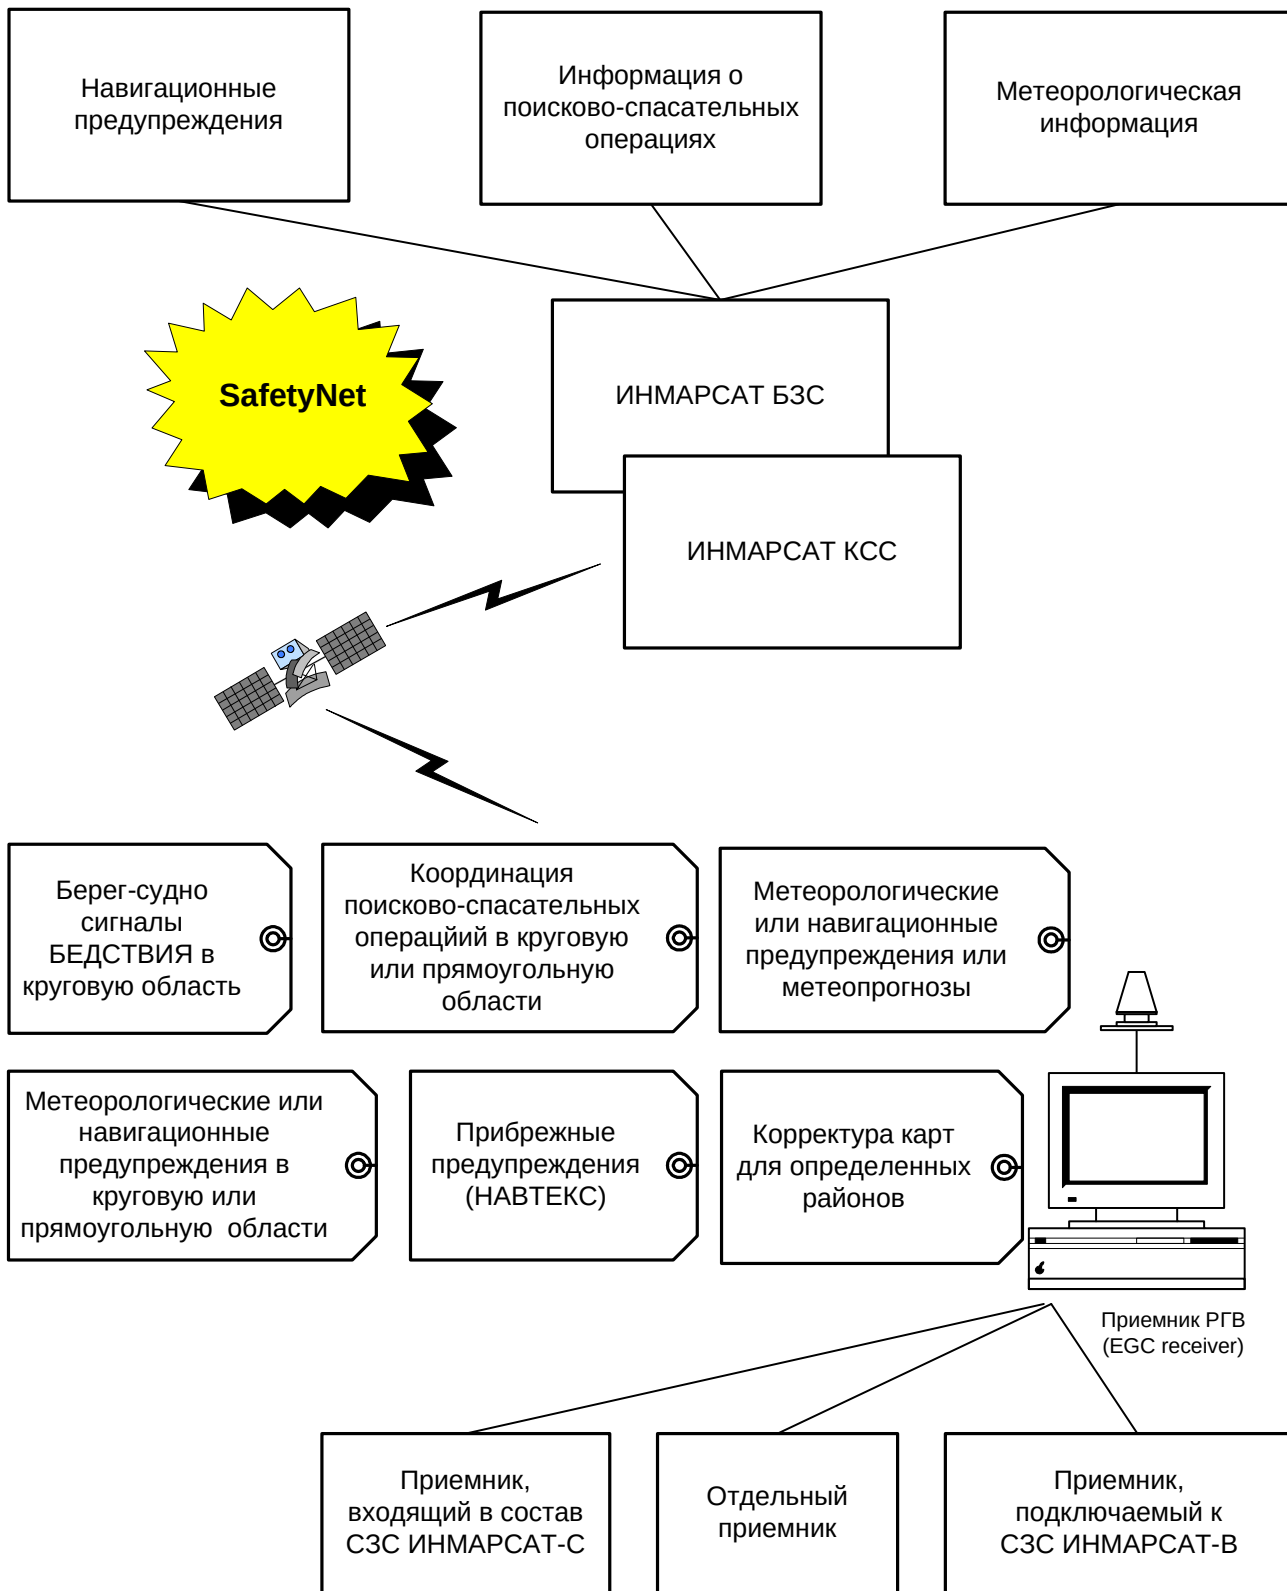 Навигационные
предупреждения
Информация о
поисково-спасательных
операциях
Метеорологическая
информация
SafetyNet
ИНМАРСАТ БЗС
ИНМАРСАТ КСС
Берег-судно
сигналы
БЕДСТВИЯ в
круговую область
Координация
поисково-спасательных
операцйий в круговую
или прямоугольную
области
Метеорологические
или навигационные
предупреждения или
метеопрогнозы
Метеорологические или
навигационные
предупреждения в
круговую или
прямоугольную  области
Прибрежные
предупреждения
(НАВТЕКС)
Корректура карт
для определенных
районов
Приемник РГВ
(EGC receiver)
Приемник,
входящий в состав
СЗС ИНМАРСАТ-С
Отдельный
приемник
Приемник,
подключаемый к
СЗС ИНМАРСАТ-В